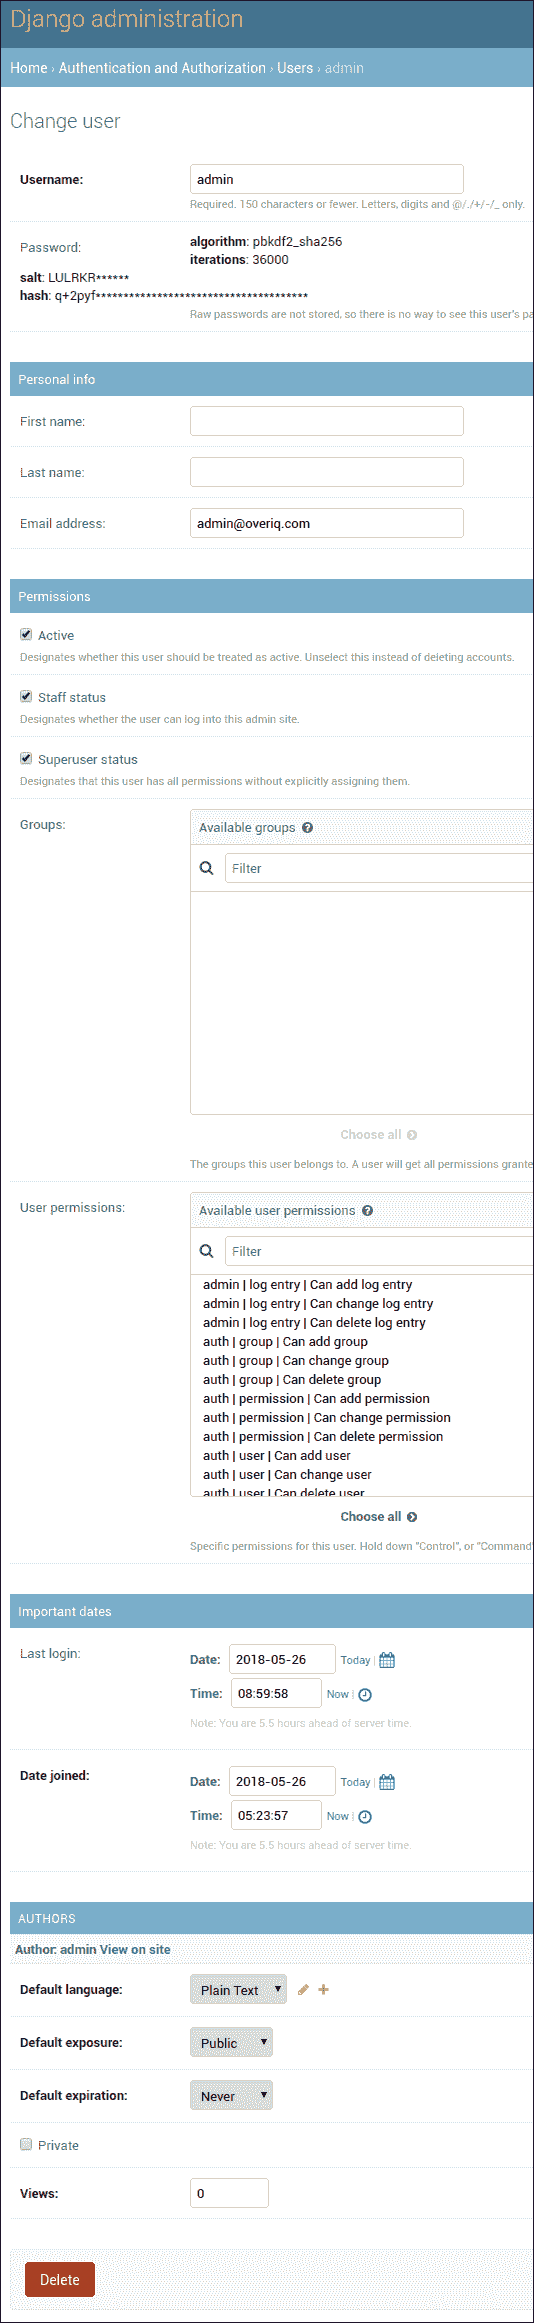 Django administration
Home › Authentication and Authorization › Users › admin
Change user
Username: admin
Required. 150 characters or fewer. Letters, digits and @/./+/-/_ only.
Password: algorithm: pbkdf2_sha256
iterations: 36000
salt: LULRKR******
hash: q+2pyf**************************************
Raw passwords are not stored, so there is no way to see this user's pa
Personal info
First name:
Last name:
Email address: admin@overiq.com
Permissions
Active
Designates whether this user should be treated as active. Unselect this instead of deleting accounts.
Staff status
Designates whether the user can log into this admin site.
Superuser status
Designates that this user has all permissions without explicitly assigning them.
Groups: Available groups ?
Filter
Choose all
The groups this user belongs to. A user will get all permissions grante
User permissions: Available user permissions ?
Filter
admin | log entry | Can add log entry
admin | log entry | Can change log entry
admin | log entry | Can delete log entry
auth | group | Can add group
auth | group | Can change group
auth | group | Can delete group
auth | permission | Can add permission
auth | permission | Can change permission
auth | permission | Can delete permission
auth | user | Can add user
auth | user | Can change user
auth | user | Can delete user
Choose all
Specific permissions for this user. Hold down "Control", or "Command"
Important dates
Last login: Date: 2018-05-26 Today |
Time: 08:59:58 Now |
Note: You are 5.5 hours ahead of server time.
Date joined: Date: 2018-05-26 Today |
Time: 05:23:57 Now |
Note: You are 5.5 hours ahead of server time.
AUTHORS
Author: admin View on site
Default language: Plain Text
Default exposure: Public
Default expiration: Never
Private
Views: 0
Delete